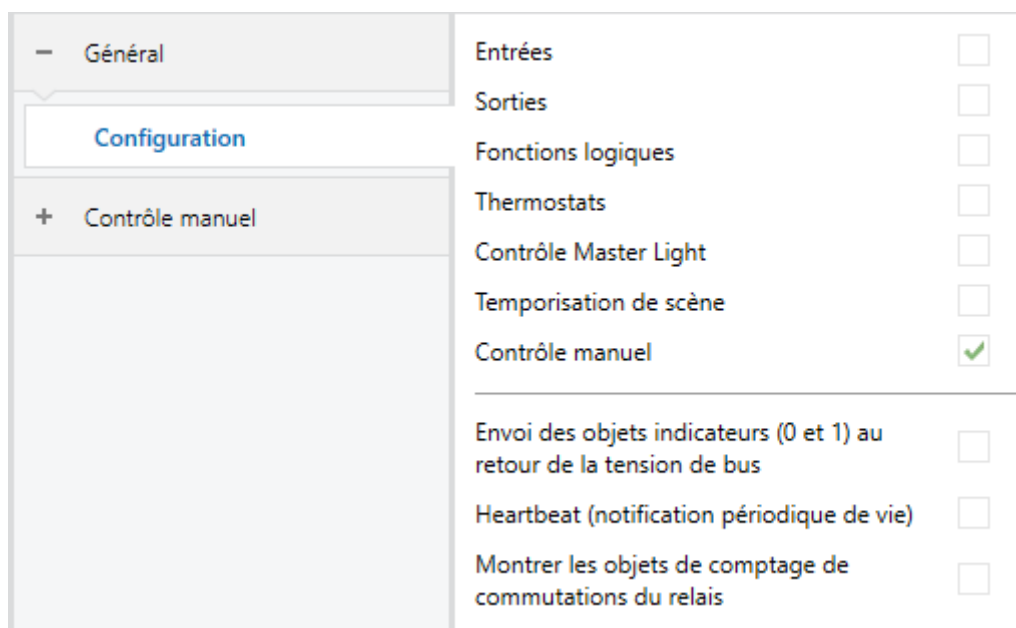 Général
Configuration
Contrôle manuel
Entrées
Sorties
Fonctions logiques
Thermostats
Contrôle Master Light
Temporisation de scène
Contrôle manuel
Envoi des objets indicateurs (0 et 1) au
retour de la tension de bus
Heartbeat (notification périodique de vie)
Montrer les objets de comptage de
commutations du relais